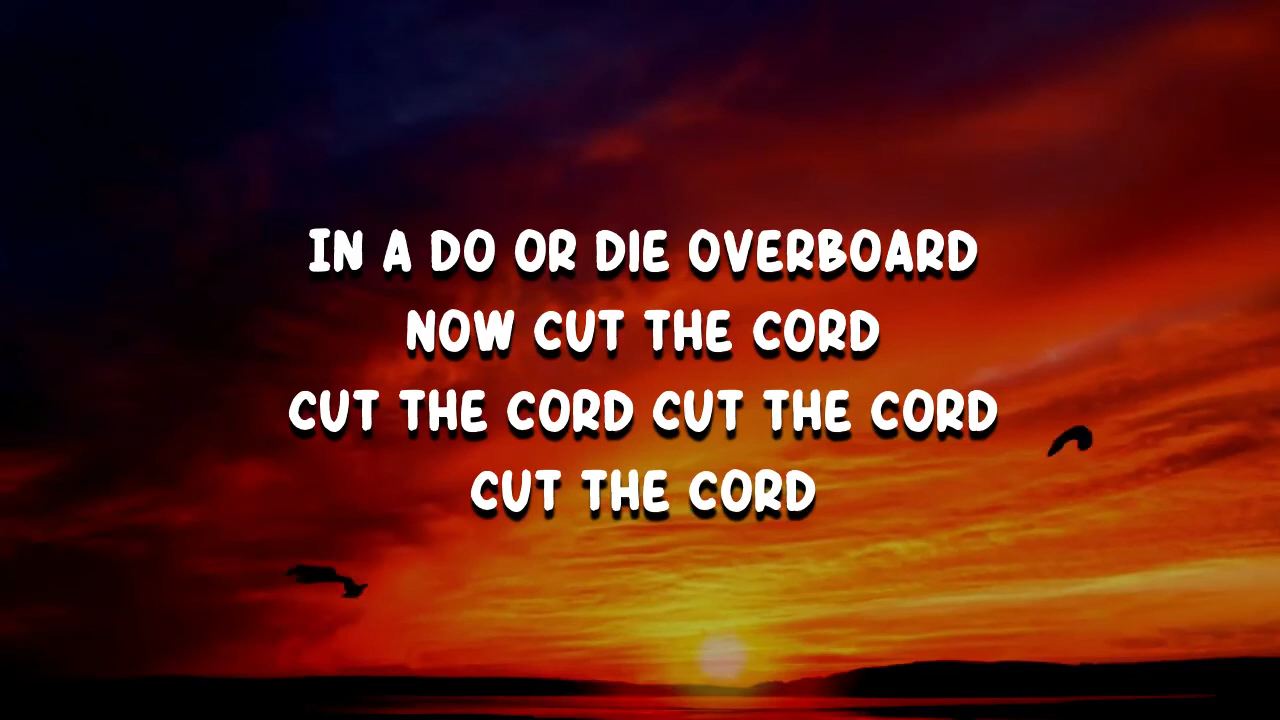 IN A DO OR DIE OVERBOARD
NOW CUT THE CORD
CUT THE CORD CUT THE CORD
CUT THE CORD